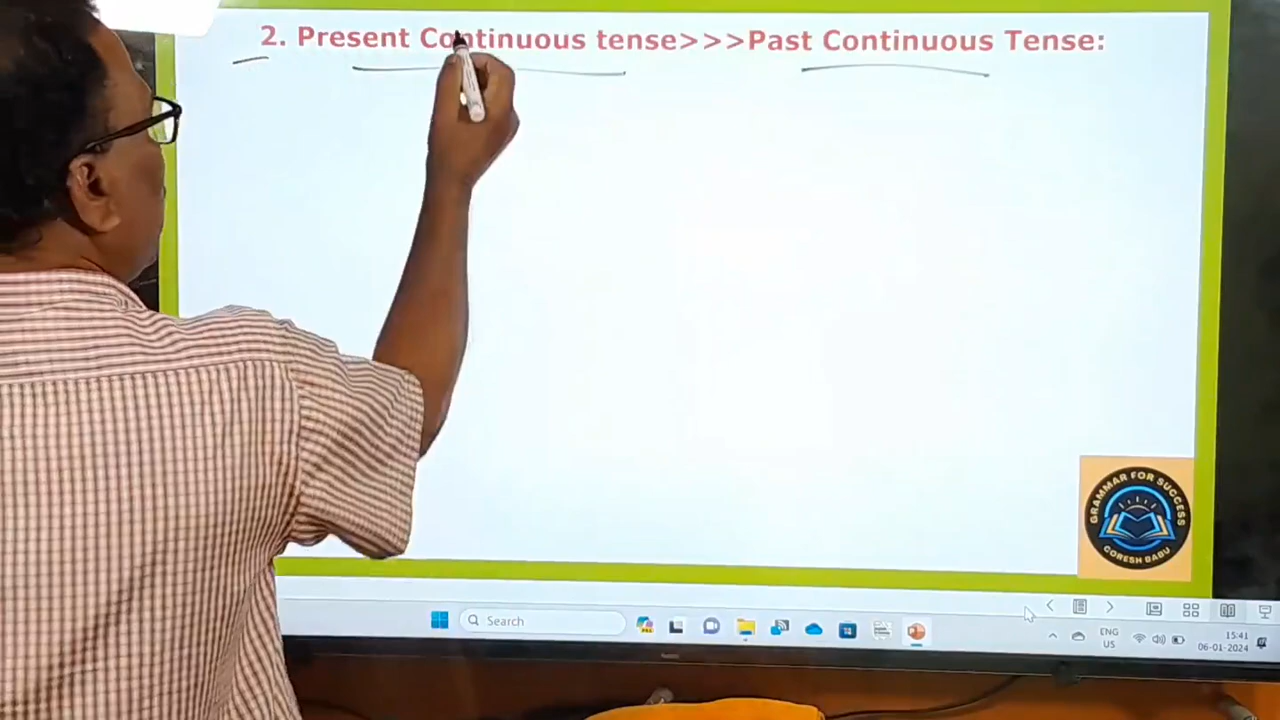 2. Present Continuous tense>>>Past Continuous Tense:
GRAMMAR FOR SUCCESS
CORESH BABU
Search
ENG
US
15:41
06-01-2024